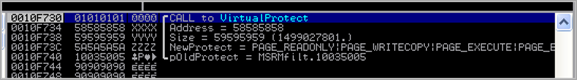 0010F730 01010101 0000 CALL to VirtualProtect
0010F734 58585858 XXXX Address = 58585858
0010F738 59595959 YYYY Size = 59595959 (1499027801.)
0010F73C 5A5A5A5A ZZZZ NewProtect = PAGE_READONLY|PAGE_WRITECOPY|PAGE_EXECUTE|PAGE_E
0010F740 10035005 ♣P♥► pOldProtect = MSRMfilt.10035005
0010F744 90909090 ÉÉÉÉ
0010F748 90909090 ÉÉÉÉ